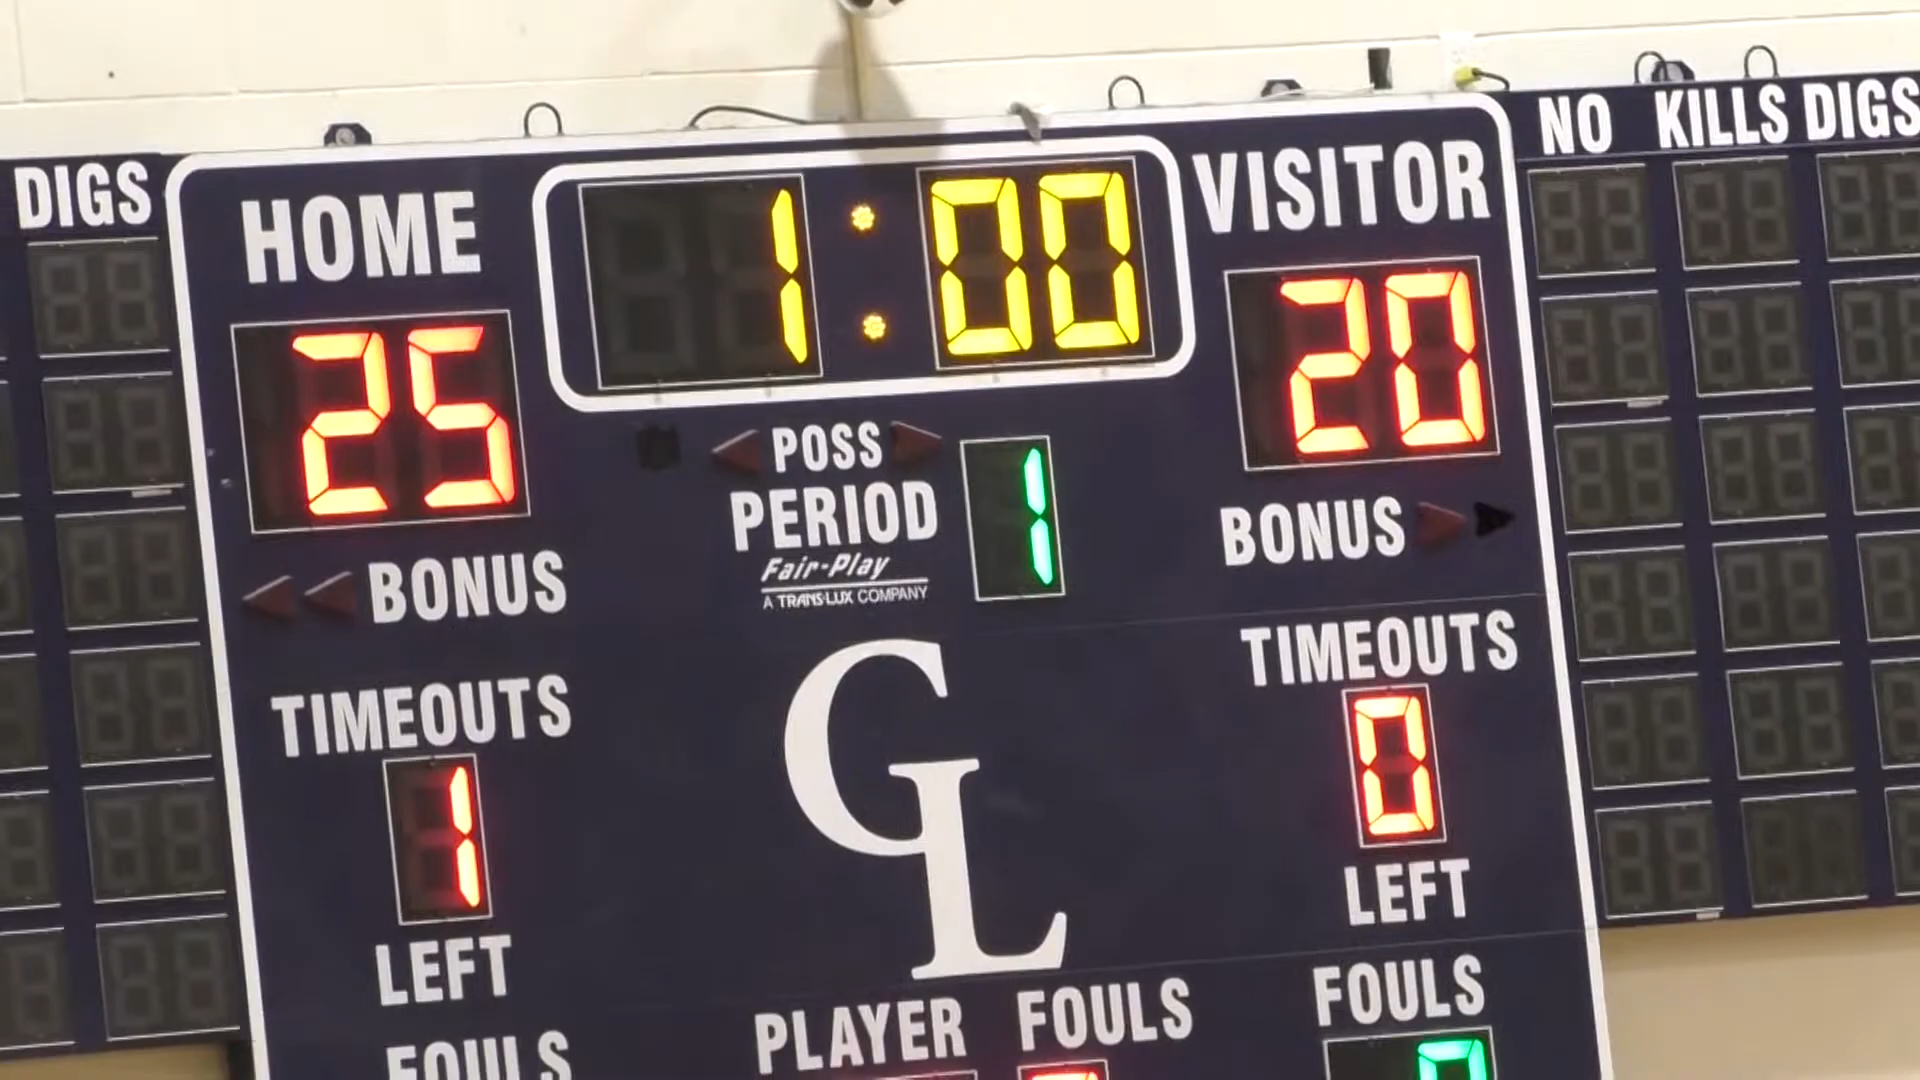 NO KILLS DIGS
DIGS
HOME
1:00
VISITOR
25
20
POSS
PERIOD
1
Fair-Play
A TRANS-LUX COMPANY
BONUS
BONUS
TIMEOUTS
1
LEFT
TIMEOUTS
0
LEFT
GL
FOULS
PLAYER FOULS
FOULS